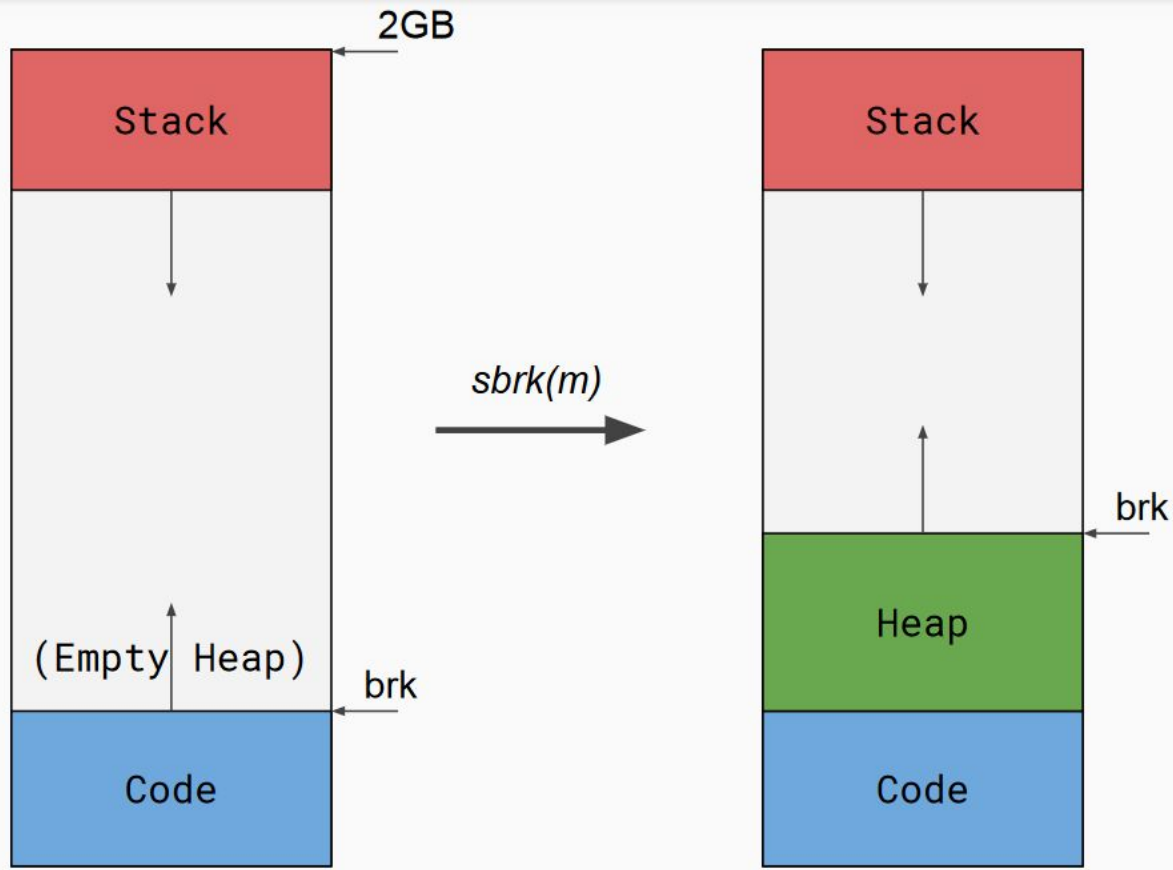 2GB
Stack
(Empty Heap)
brk
Code
sbrk(m)
Stack
brk
Heap
Code